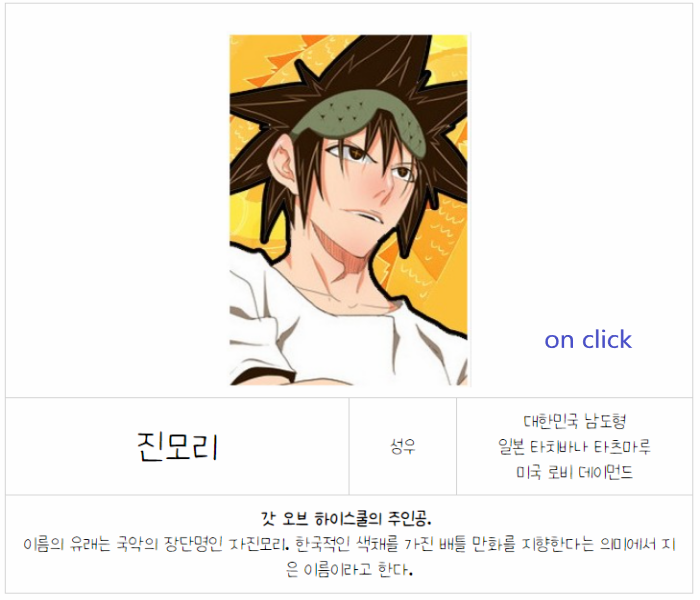 on click
진모리
성우
대한민국 남도형
일본 타치바나 타츠마루
미국 로비 데이먼드
갓 오브 하이스쿨의 주인공.
이름의 유래는 국악의 장단명인 자진모리. 한국적인 색채를 가진 배틀 만화를 지향한다는 의미에서 지
은 이름이라고 한다.